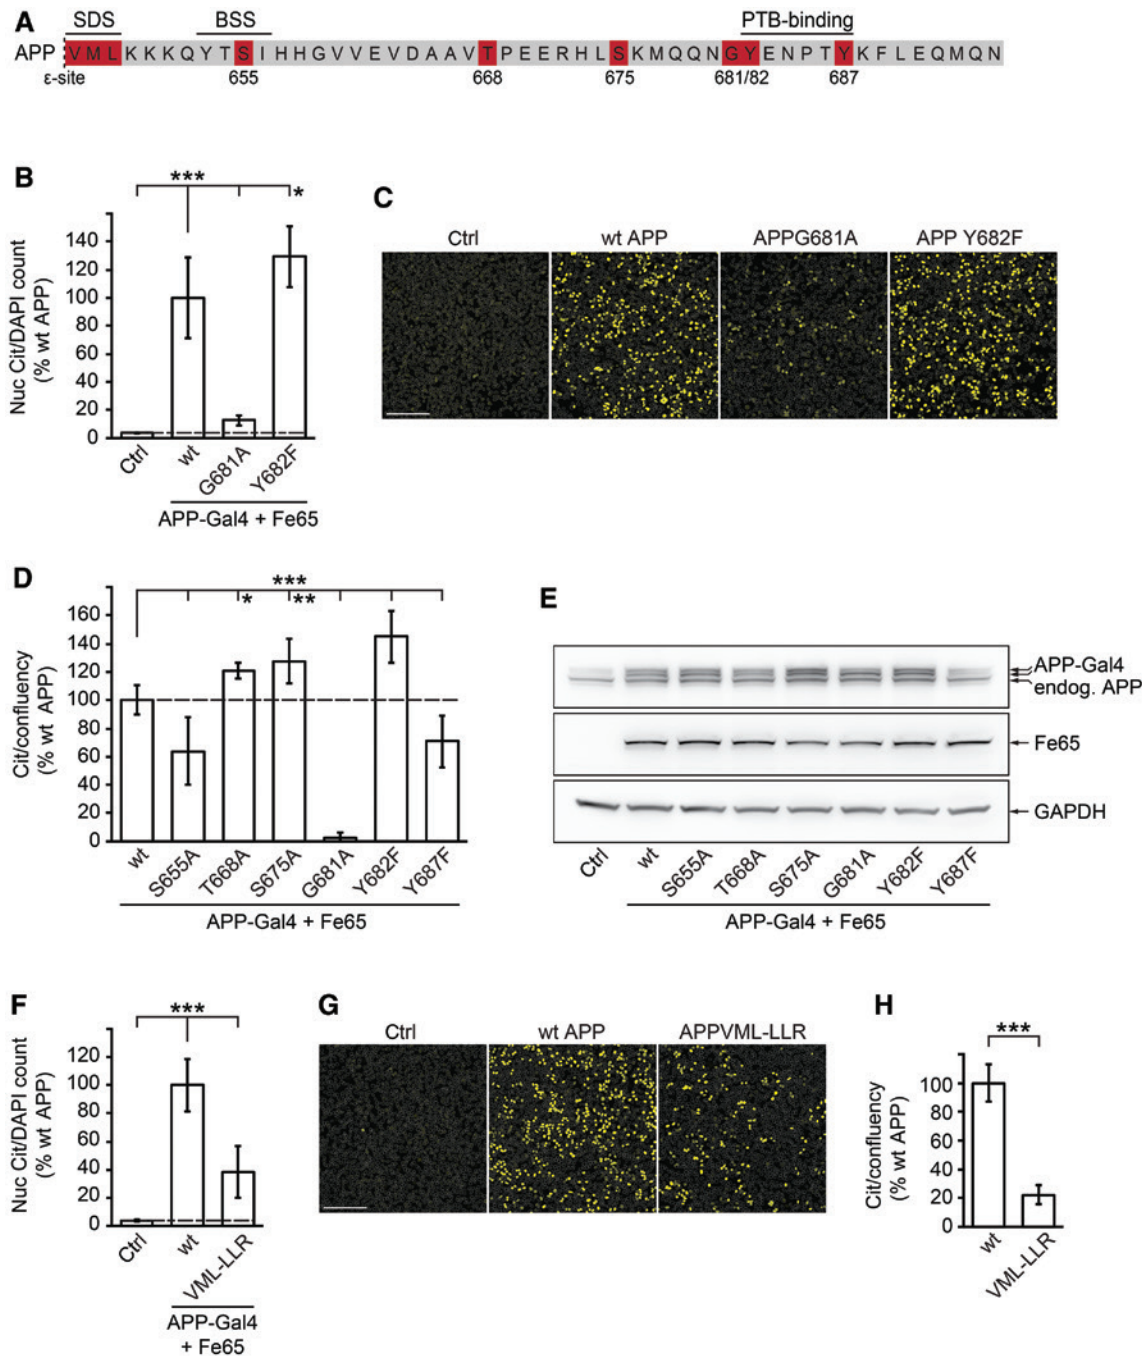 A
SDS BSS PTB-binding
APP VMLKKKQYTSIHHGVVEVDAAVTPEERHLSKMQQNGYENPTYKFLEQMQN
ε-site 655 668 675 681/82 687
B
***
*
Nuc Cit/DAPI count
(% wt APP)
140
120
100
80
60
40
20
0
Ctrl wt G681A Y682F
APP-Gal4 + Fe65
C
Ctrl wt APP APPG681A APP Y682F
D
***
* **
Cit/confluency
(% wt APP)
160
140
120
100
80
60
40
20
0
wt S655A T668A S675A G681A Y682F Y687F
APP-Gal4 + Fe65
E
APP-Gal4
endog. APP
Fe65
GAPDH
Ctrl wt S655A T668A S675A G681A Y682F Y687F
APP-Gal4 + Fe65
F
***
Nuc Cit/DAPI count
(% wt APP)
120
100
80
60
40
20
0
Ctrl wt VML-LLR
APP-Gal4
+ Fe65
G
Ctrl wt APP APPVML-LLR
H
***
Cit/confluency
(% wt APP)
100
80
60
40
20
0
wt VML-LLR